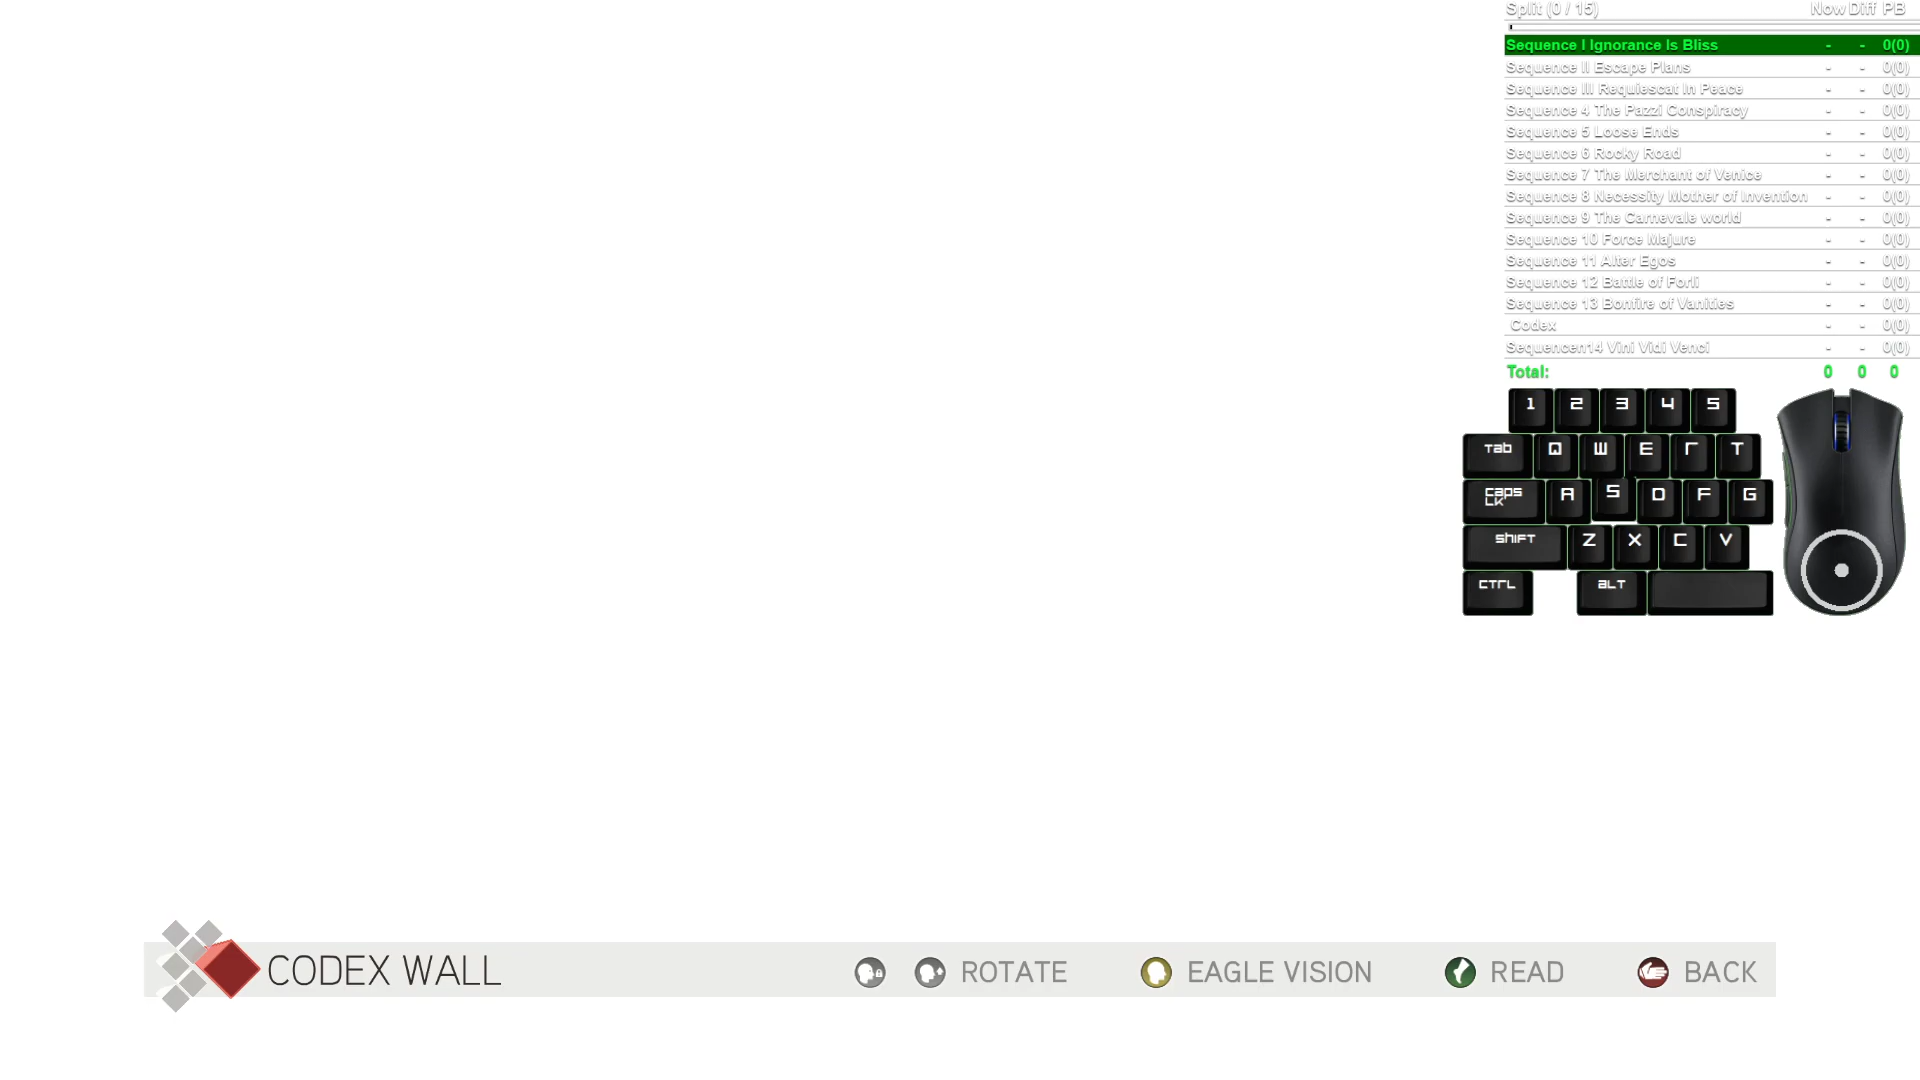 Split (0 / 15) Now Diff PB
Sequence I Ignorance Is Bliss - - 0(0)
Sequence II Escape Plans - - 0(0)
Sequence III Requiescat In Peace - - 0(0)
Sequence 4 The Pazzi Conspiracy - - 0(0)
Sequence 5 Loose Ends - - 0(0)
Sequence 6 Rocky Road - - 0(0)
Sequence 7 The Merchant of Venice - - 0(0)
Sequence 8 Necessity Mother of Invention - - 0(0)
Sequence 9 The Carnevale world - - 0(0)
Sequence 10 Force Majure - - 0(0)
Sequence 11 Alter Egos - - 0(0)
Sequence 12 Battle of Forli - - 0(0)
Sequence 13 Bonfire of Vanities - - 0(0)
Codex - - 0(0)
Sequencen14 Vini Vidi Venci - - 0(0)
Total: 0 0 0
1 2 3 4 5
Tab Q W E r T
caps LK A S D F G
shift Z X C V
CTrL aLT
CODEX WALL ROTATE EAGLE VISION READ BACK